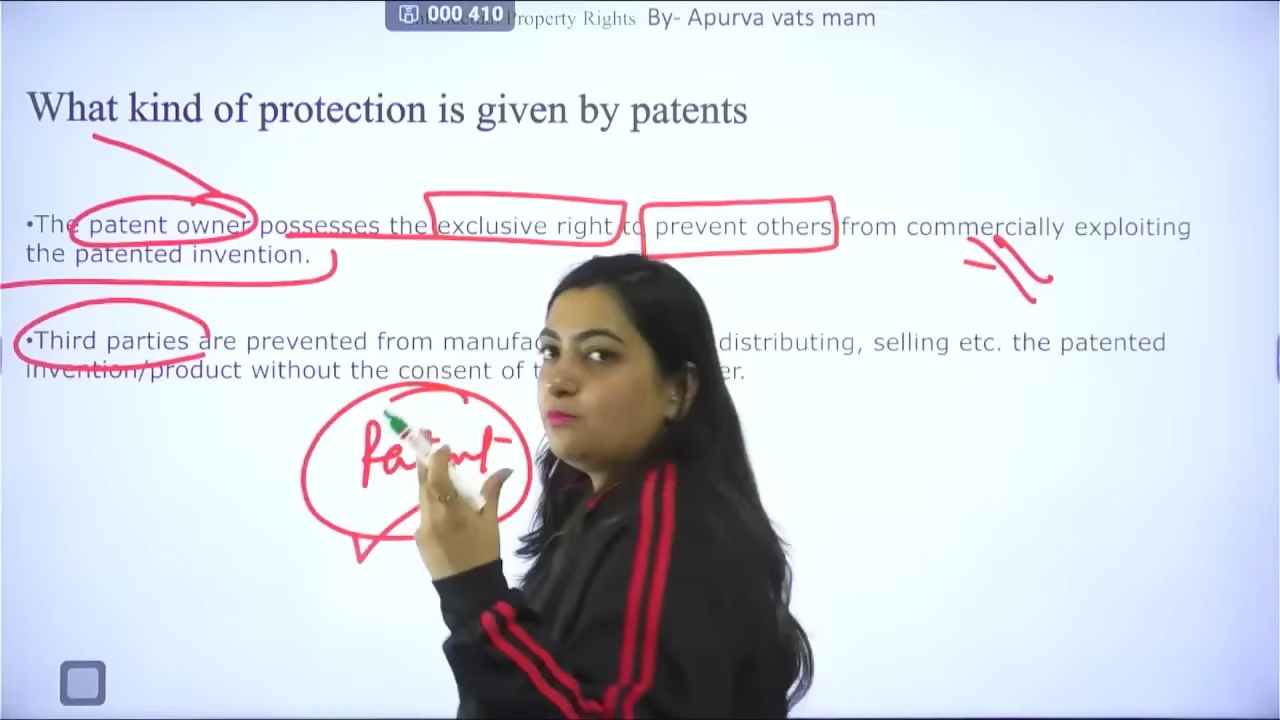 000 410
Property Rights By- Apurva vats mam
What kind of protection is given by patents
•The patent owner possesses the exclusive right to prevent others from commercially exploiting
the patented invention.
•Third parties are prevented from distributing, selling etc. the patented
invention/product without the consent of
Patent